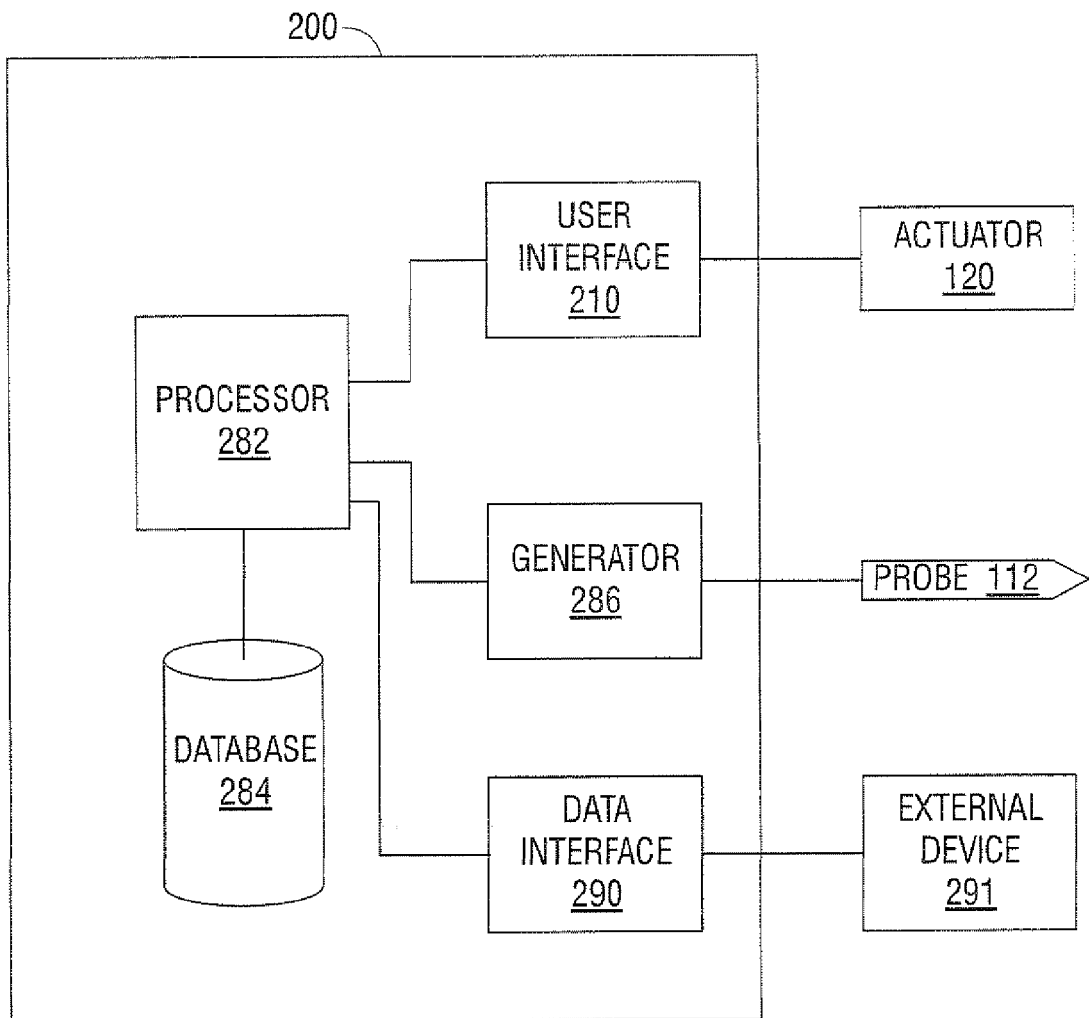 200
USER
INTERFACE
210
ACTUATOR
120
PROCESSOR
282
GENERATOR
286
PROBE 112
DATABASE
284
DATA
INTERFACE
290
EXTERNAL
DEVICE
291